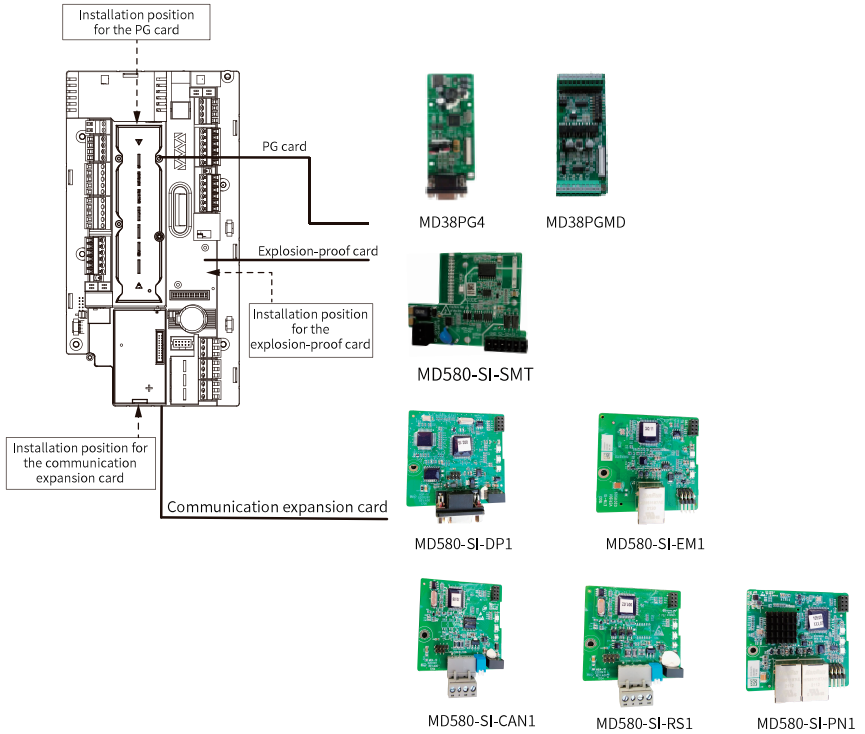 Installation position
for the PG card
PG card
MD38PG4
MD38PGMD
Explosion-proof card
Installation position
for the
explosion-proof card
MD580-SI-SMT
Installation position for
the communication
expansion card
Communication expansion card
MD580-SI-DP1
MD580-SI-EM1
MD580-SI-CAN1
MD580-SI-RS1
MD580-SI-PN1